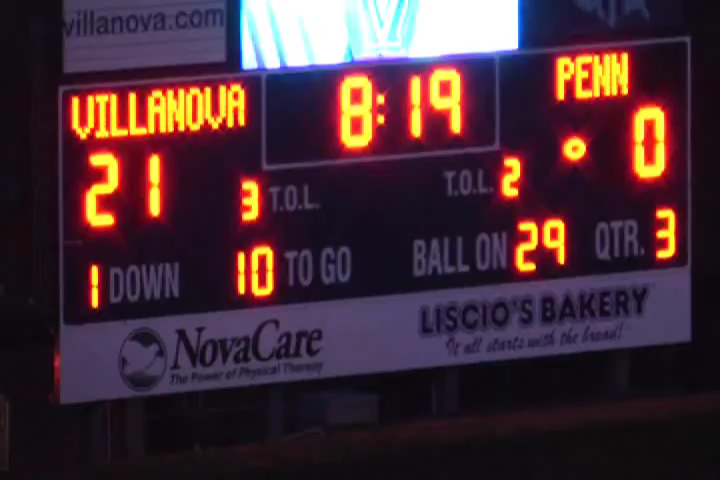 villanova.com
VILLANOVA 8:19 PENN
21 3 T.O.L. T.O.L. 2 0
1 DOWN 10 TO GO BALL ON 29 QTR. 3
NovaCare
The Power of Physical Therapy
LISCIO'S BAKERY
It all starts with the bread!